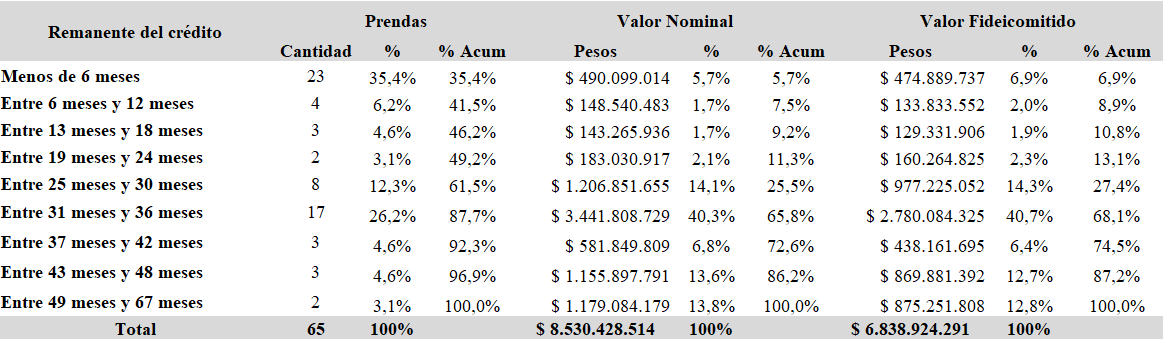 Remanente del crédito Prendas Valor Nominal Valor Fideicomitido
Cantidad % % Acum Pesos % % Acum Pesos % % Acum
Menos de 6 meses 23 35,4% 35,4% $ 490.099.014 5,7% 5,7% $ 474.889.737 6,9% 6,9%
Entre 6 meses y 12 meses 4 6,2% 41,5% $ 148.540.483 1,7% 7,5% $ 133.833.552 2,0% 8,9%
Entre 13 meses y 18 meses 3 4,6% 46,2% $ 143.265.936 1,7% 9,2% $ 129.331.906 1,9% 10,8%
Entre 19 meses y 24 meses 2 3,1% 49,2% $ 183.030.917 2,1% 11,3% $ 160.264.825 2,3% 13,1%
Entre 25 meses y 30 meses 8 12,3% 61,5% $ 1.206.851.655 14,1% 25,5% $ 977.225.052 14,3% 27,4%
Entre 31 meses y 36 meses 17 26,2% 87,7% $ 3.441.808.729 40,3% 65,8% $ 2.780.084.325 40,7% 68,1%
Entre 37 meses y 42 meses 3 4,6% 92,3% $ 581.849.809 6,8% 72,6% $ 438.161.695 6,4% 74,5%
Entre 43 meses y 48 meses 3 4,6% 96,9% $ 1.155.897.791 13,6% 86,2% $ 869.881.392 12,7% 87,2%
Entre 49 meses y 67 meses 2 3,1% 100,0% $ 1.179.084.179 13,8% 100,0% $ 875.251.808 12,8% 100,0%
Total 65 100% $ 8.530.428.514 100% $ 6.838.924.291 100%